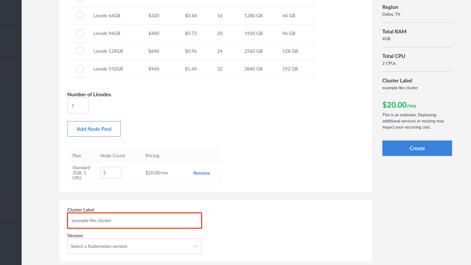 Linode 64GB $320 $0.48 16 1280 GB 64 GB
Linode 96GB $480 $0.72 20 1920 GB 96 GB
Linode 128GB $640 $0.96 24 2560 GB 128 GB
Linode 192GB $960 $1.44 32 3840 GB 192 GB
Number of Linodes
1
Add Node Pool
Plan Node Count Pricing
Standard
2GB, 1
CPU
2 $20.00/mo Remove
Cluster Label
example-lke-cluster
Version
Select a Kubernetes version
Region
Dallas, TX
Total RAM
4GB
Total CPU
2 CPUs
Cluster Label
example-lke-cluster
$20.00/mo
This is an estimate. Deploying
additional services or resizing may
impact your recurring cost.
Create